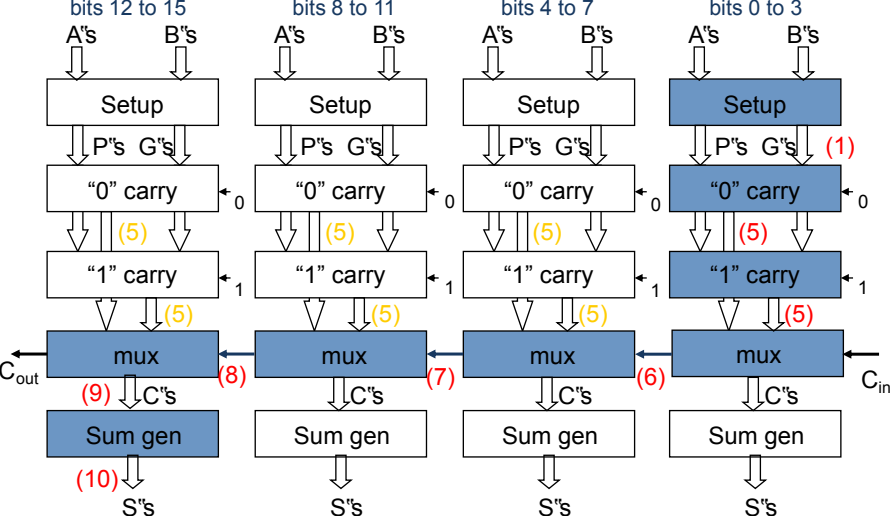 bits 12 to 15 bits 8 to 11 bits 4 to 7 bits 0 to 3
A‟s B‟s A‟s B‟s A‟s B‟s A‟s B‟s
Setup Setup Setup Setup
P‟s G‟s P‟s G‟s P‟s G‟s P‟s G‟s (1)
“0” carry 0 “0” carry 0 “0” carry 0 “0” carry 0
(5) (5) (5) (5)
“1” carry 1 “1” carry 1 “1” carry 1 “1” carry 1
(5) (5) (5) (5)
mux mux mux mux
Cout (8) (7) (6) Cin
(9) C‟s C‟s C‟s C‟s
Sum gen Sum gen Sum gen Sum gen
(10)
S‟s S‟s S‟s S‟s